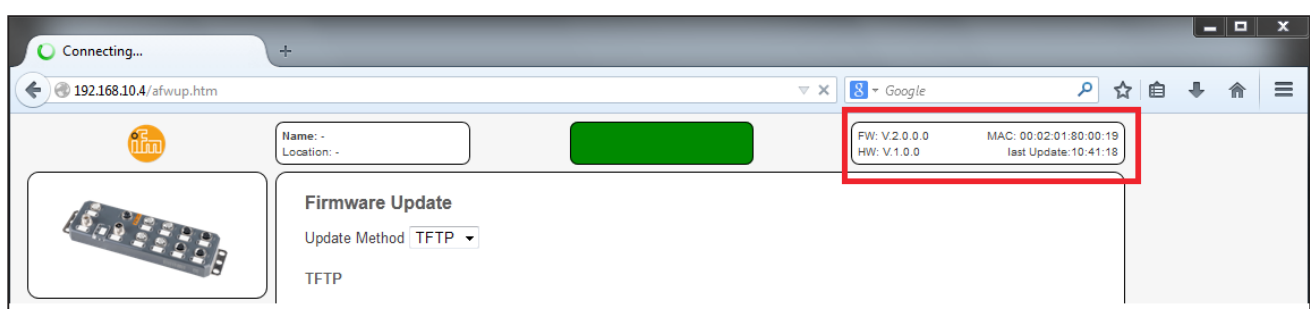 Connecting...
192.168.10.4/afwup.htm
8 Google
ifm
Name: -
Location: -
FW: V.2.0.0.0 MAC: 00:02:01:80:00:19
HW: V.1.0.0 last Update:10:41:18
Firmware Update
Update Method TFTP
TFTP